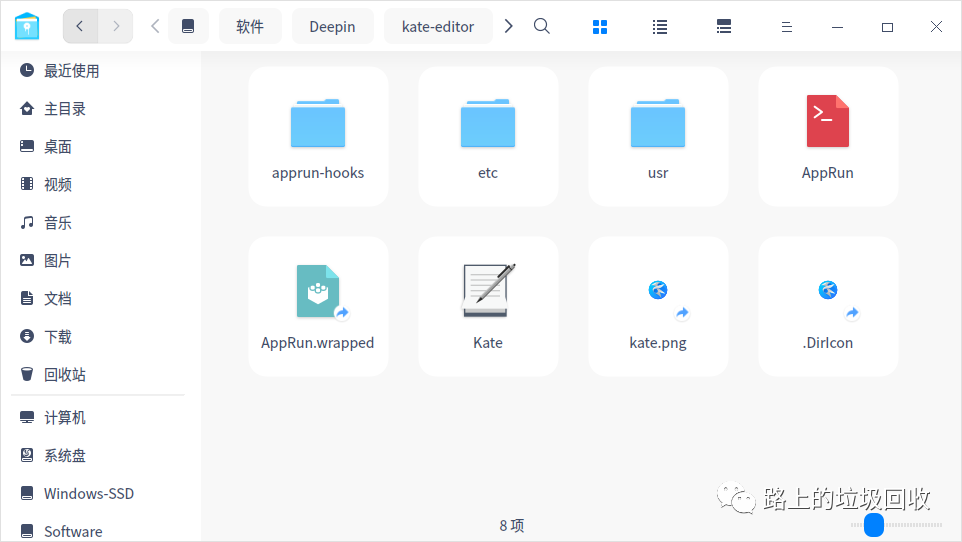 软件
Deepin
kate-editor
最近使用
主目录
桌面
视频
音乐
图片
文档
下载
回收站
计算机
系统盘
Windows-SSD
Software
apprun-hooks
etc
usr
AppRun
AppRun.wrapped
Kate
kate.png
.DirIcon
8 项
路上的垃圾回收